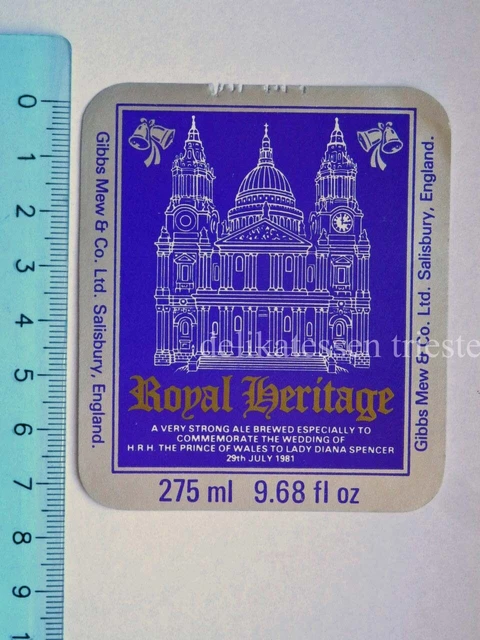 0
1
2
3
4
5
6
7
8
9
Gibbs Mew & Co. Ltd. Salisbury, England.
Gibbs Mew & Co. Ltd. Salisbury, England.
delikatessen trieste
Royal Heritage
A VERY STRONG ALE BREWED ESPECIALLY TO
COMMEMORATE THE WEDDING OF
H R H. THE PRINCE OF WALES TO LADY DIANA SPENCER
29th JULY 1981
275 ml 9.68 fl oz